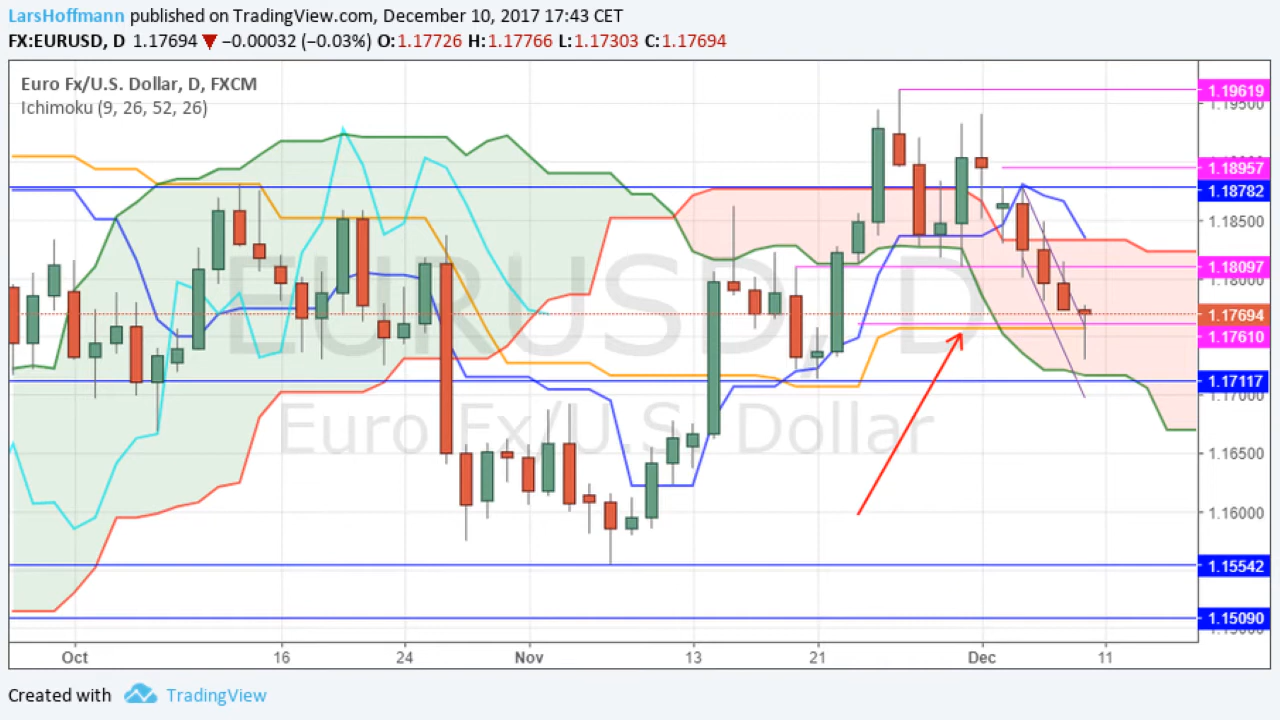 LarsHoffmann published on TradingView.com, December 10, 2017 17:43 CET
FX:EURUSD, D 1.17694 ▼ −0.00032 (−0.03%) O:1.17726 H:1.17766 L:1.17303 C:1.17694
Euro Fx/U.S. Dollar, D, FXCM
Ichimoku (9, 26, 52, 26)
EURUSD, D
Euro Fx/U.S. Dollar
1.19619
1.19500
1.18957
1.18782
1.18500
1.18097
1.18000
1.17694
1.17610
1.17117
1.17000
1.16500
1.16000
1.15542
1.15090
Oct 16 24 Nov 13 21 Dec 11
Created with TradingView